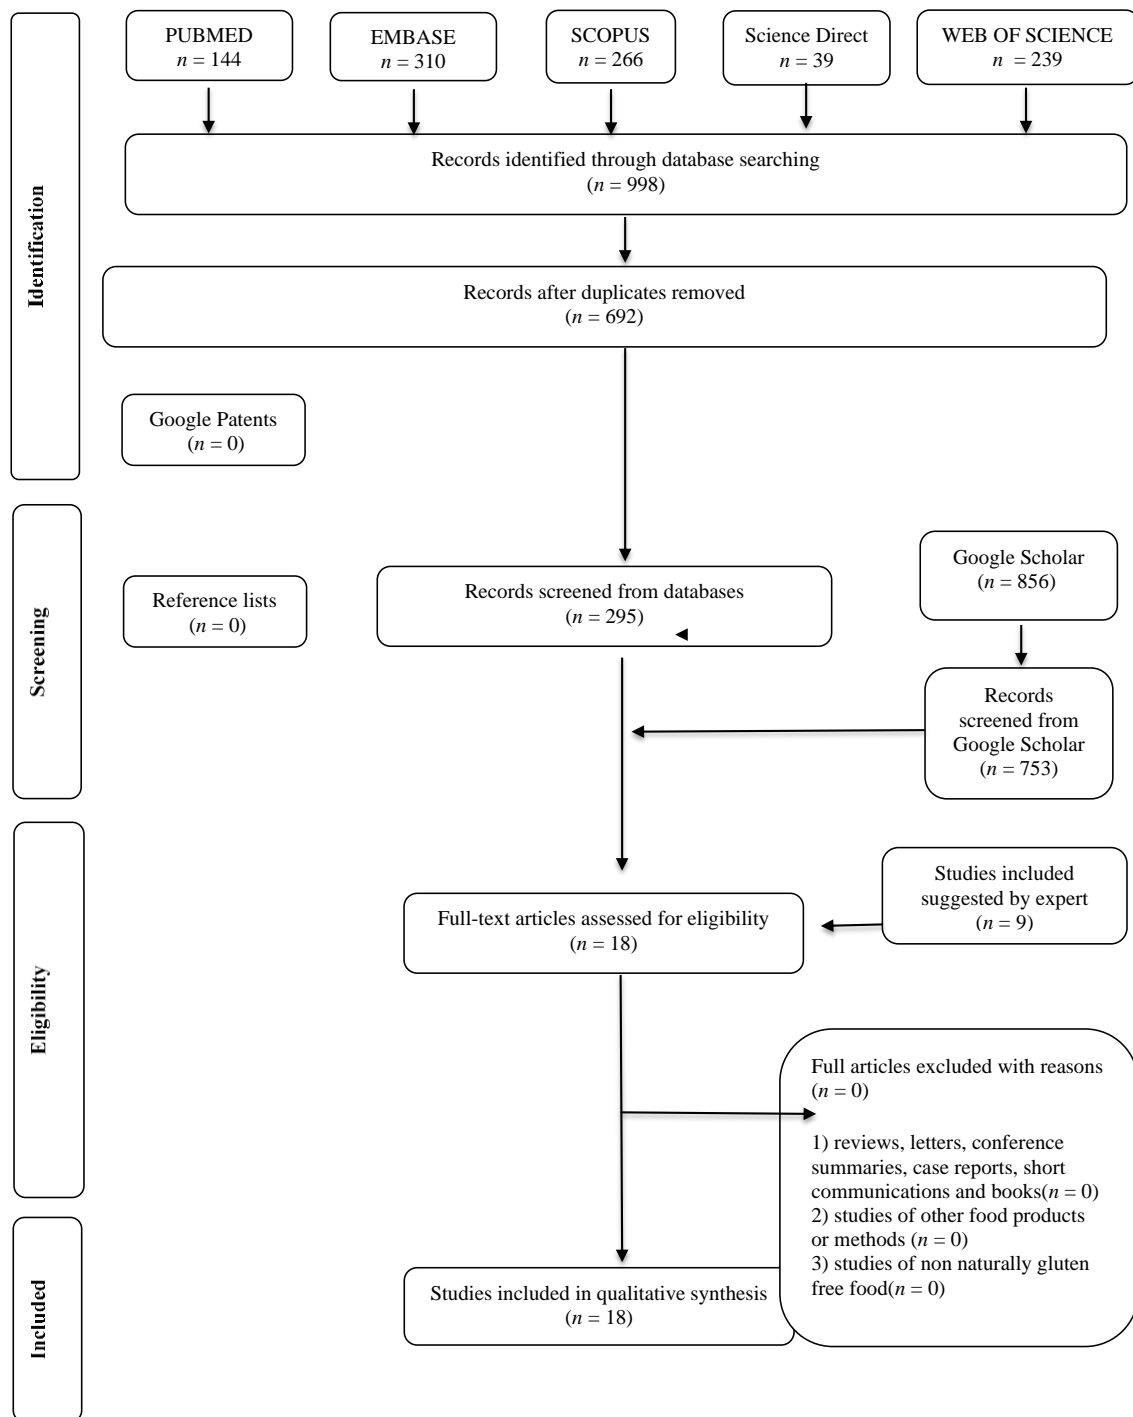 PUBMED
n = 144
EMBASE
n = 310
SCOPUS
n = 266
Science Direct
n = 39
WEB OF SCIENCE
n = 239
Identification
Records identified through database searching
(n = 998)
Records after duplicates removed
(n = 692)
Google Patents
(n = 0)
Screening
Reference lists
(n = 0)
Records screened from databases
(n = 295)
Google Scholar
(n = 856)
Records
screened from
Google Scholar
(n = 753)
Eligibility
Full-text articles assessed for eligibility
(n = 18)
Studies included
suggested by expert
(n = 9)
Full articles excluded with reasons
(n = 0)
1) reviews, letters, conference
summaries, case reports, short
communications and books(n = 0)
2) studies of other food products
or methods (n = 0)
3) studies of non naturally gluten
free food(n = 0)
Included
Studies included in qualitative synthesis
(n = 18)